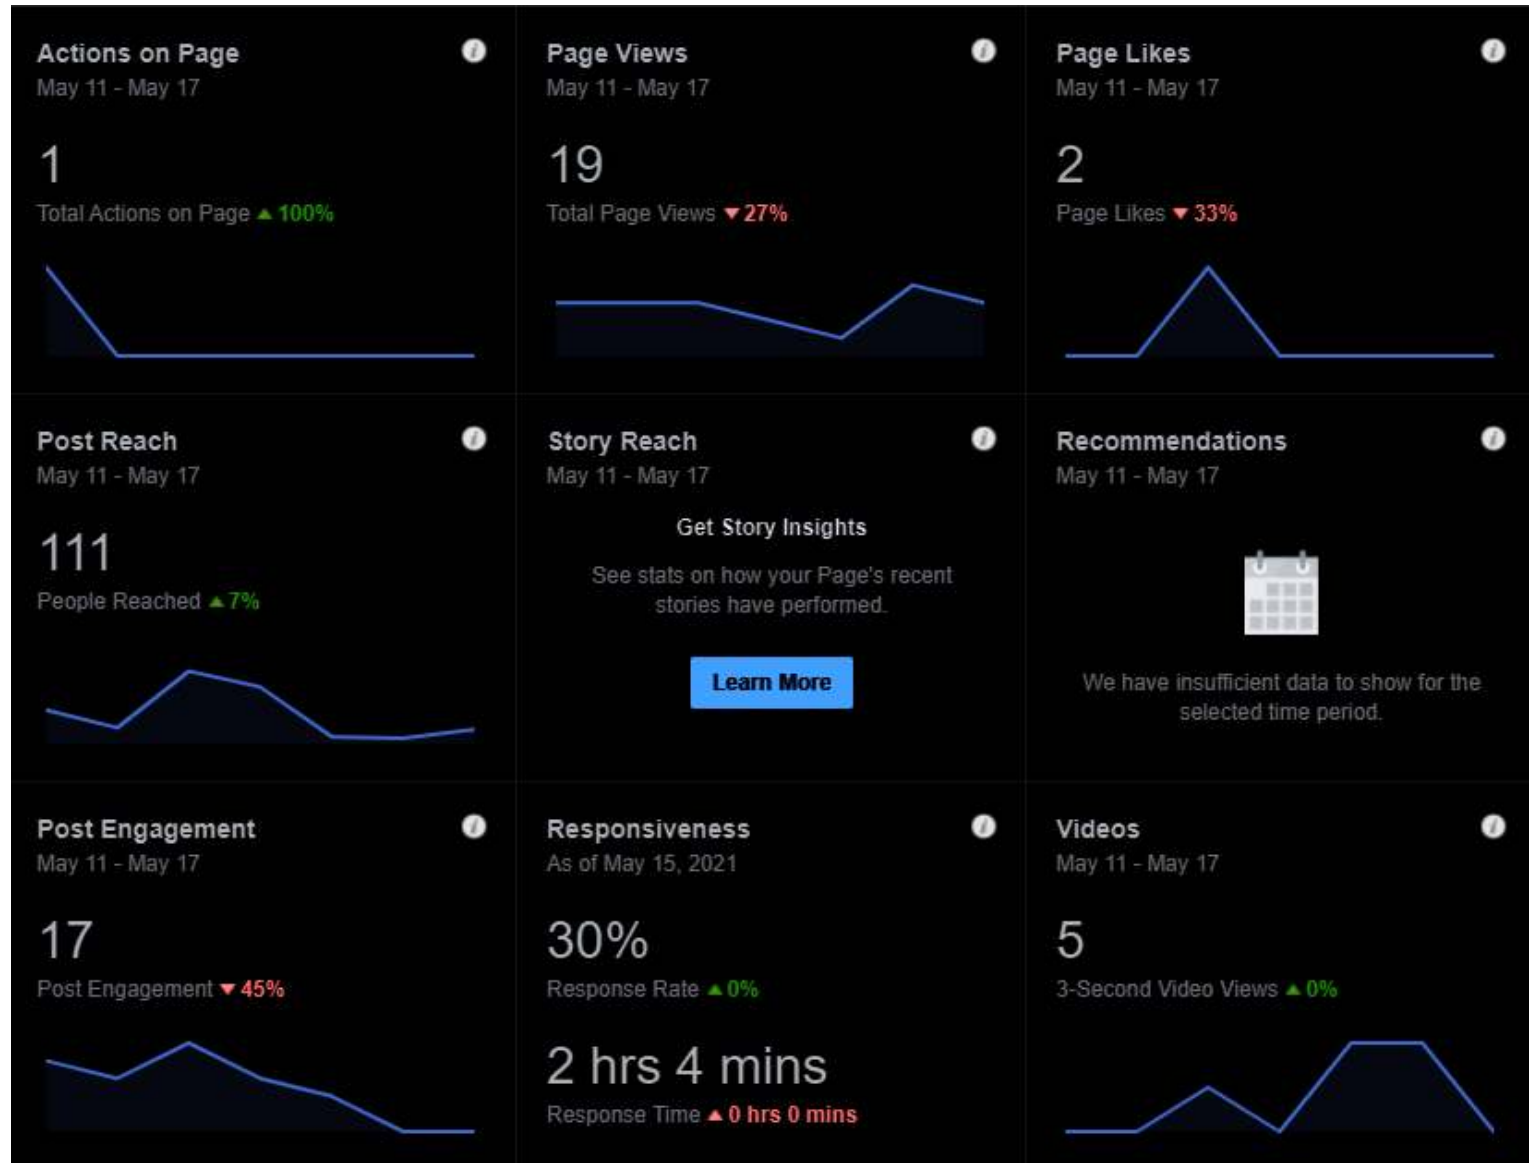 Actions on Page
May 11 - May 17
1
Total Actions on Page ▲ 100%
Page Views
May 11 - May 17
19
Total Page Views ▼ 27%
Page Likes
May 11 - May 17
2
Page Likes ▼ 33%
Post Reach
May 11 - May 17
111
People Reached ▲ 7%
Story Reach
May 11 - May 17
Get Story Insights
See stats on how your Page's recent
stories have performed.
Learn More
Recommendations
May 11 - May 17
We have insufficient data to show for the
selected time period.
Post Engagement
May 11 - May 17
17
Post Engagement ▼ 45%
Responsiveness
As of May 15, 2021
30%
Response Rate ▲ 0%
2 hrs 4 mins
Response Time ▲ 0 hrs 0 mins
Videos
May 11 - May 17
5
3-Second Video Views ▲ 0%